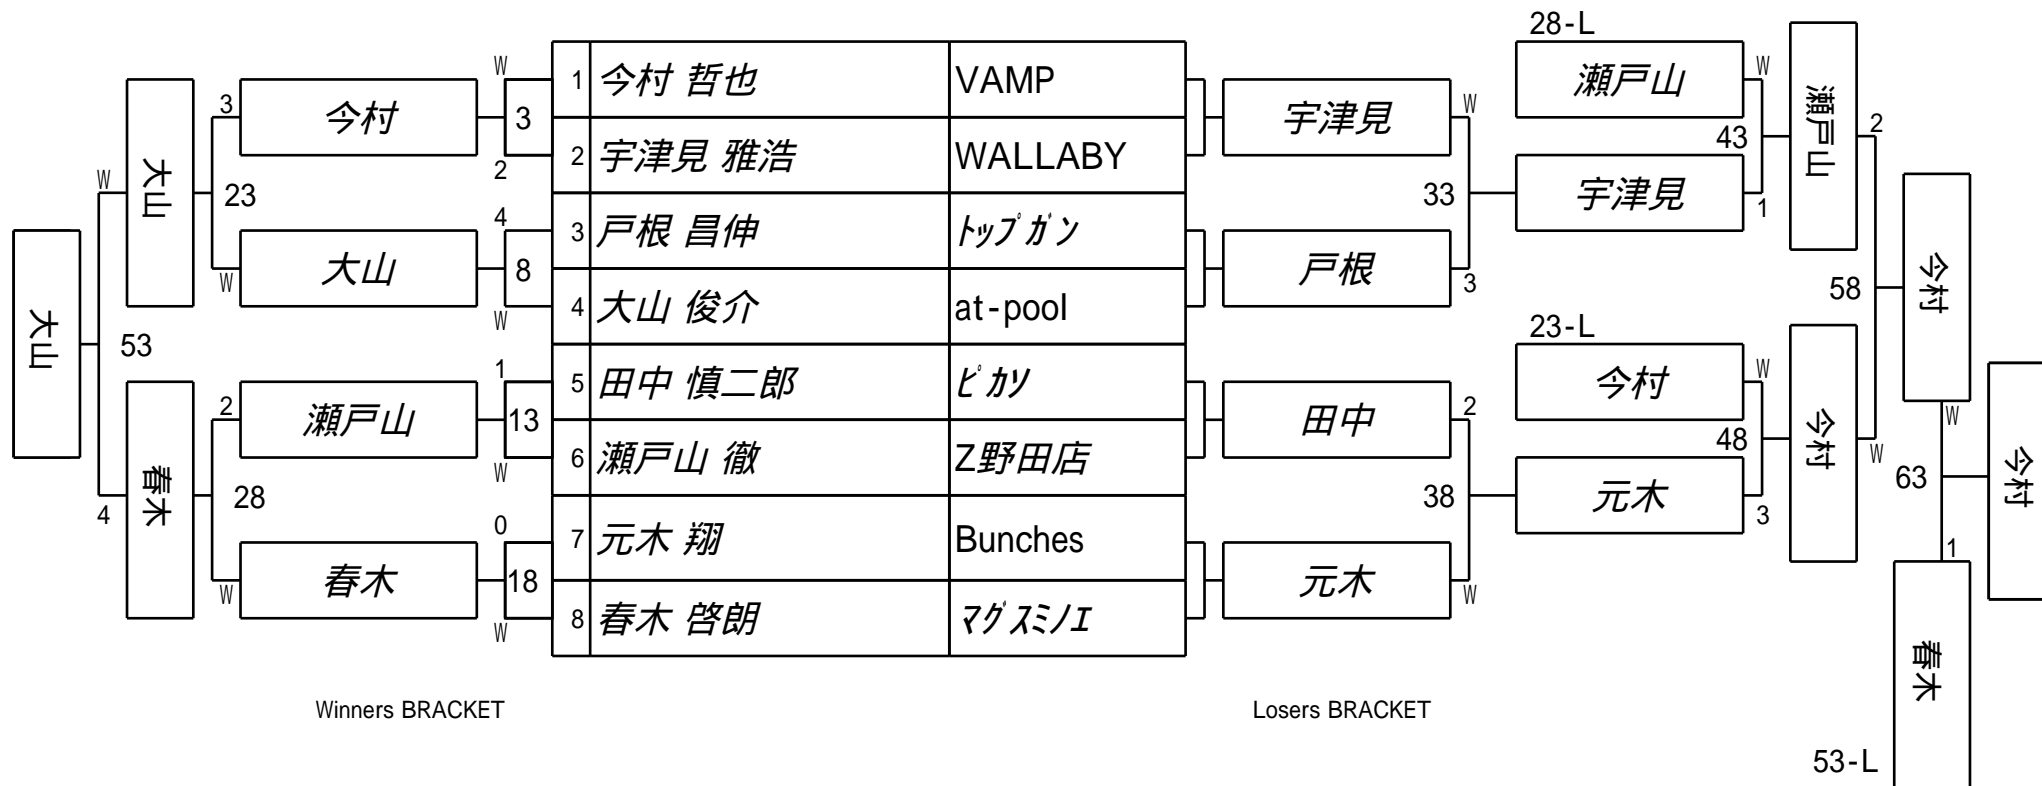 28-L
W 1 今村 哲也 VAMP 瀬戸山 W
3 今村 3 宇津見 W 瀬戸山 2
2 2 宇津見 雅浩 WALLABY 43
W 大山 23 33 宇津見 1
4 3 戸根 昌伸 ﾄｯﾌﾟｶﾞﾝ
W 大山 8 戸根 3 今村
W 4 大山 俊介 at-pool 58
大山 53 23-L
1 5 田中 慎二郎 ﾋﾟｶｿ 今村 W
2 瀬戸山 13 田中 2 今村 W
W 6 瀬戸山 徹 Z野田店 48 W
4 春木 28 38 元木 3 63 今村
0 7 元木 翔 Bunches
W 春木 18 元木 W 1
W 8 春木 啓朗 ﾏｸﾞｽﾐﾉｴ
春木
Winners BRACKET Losers BRACKET
53-L